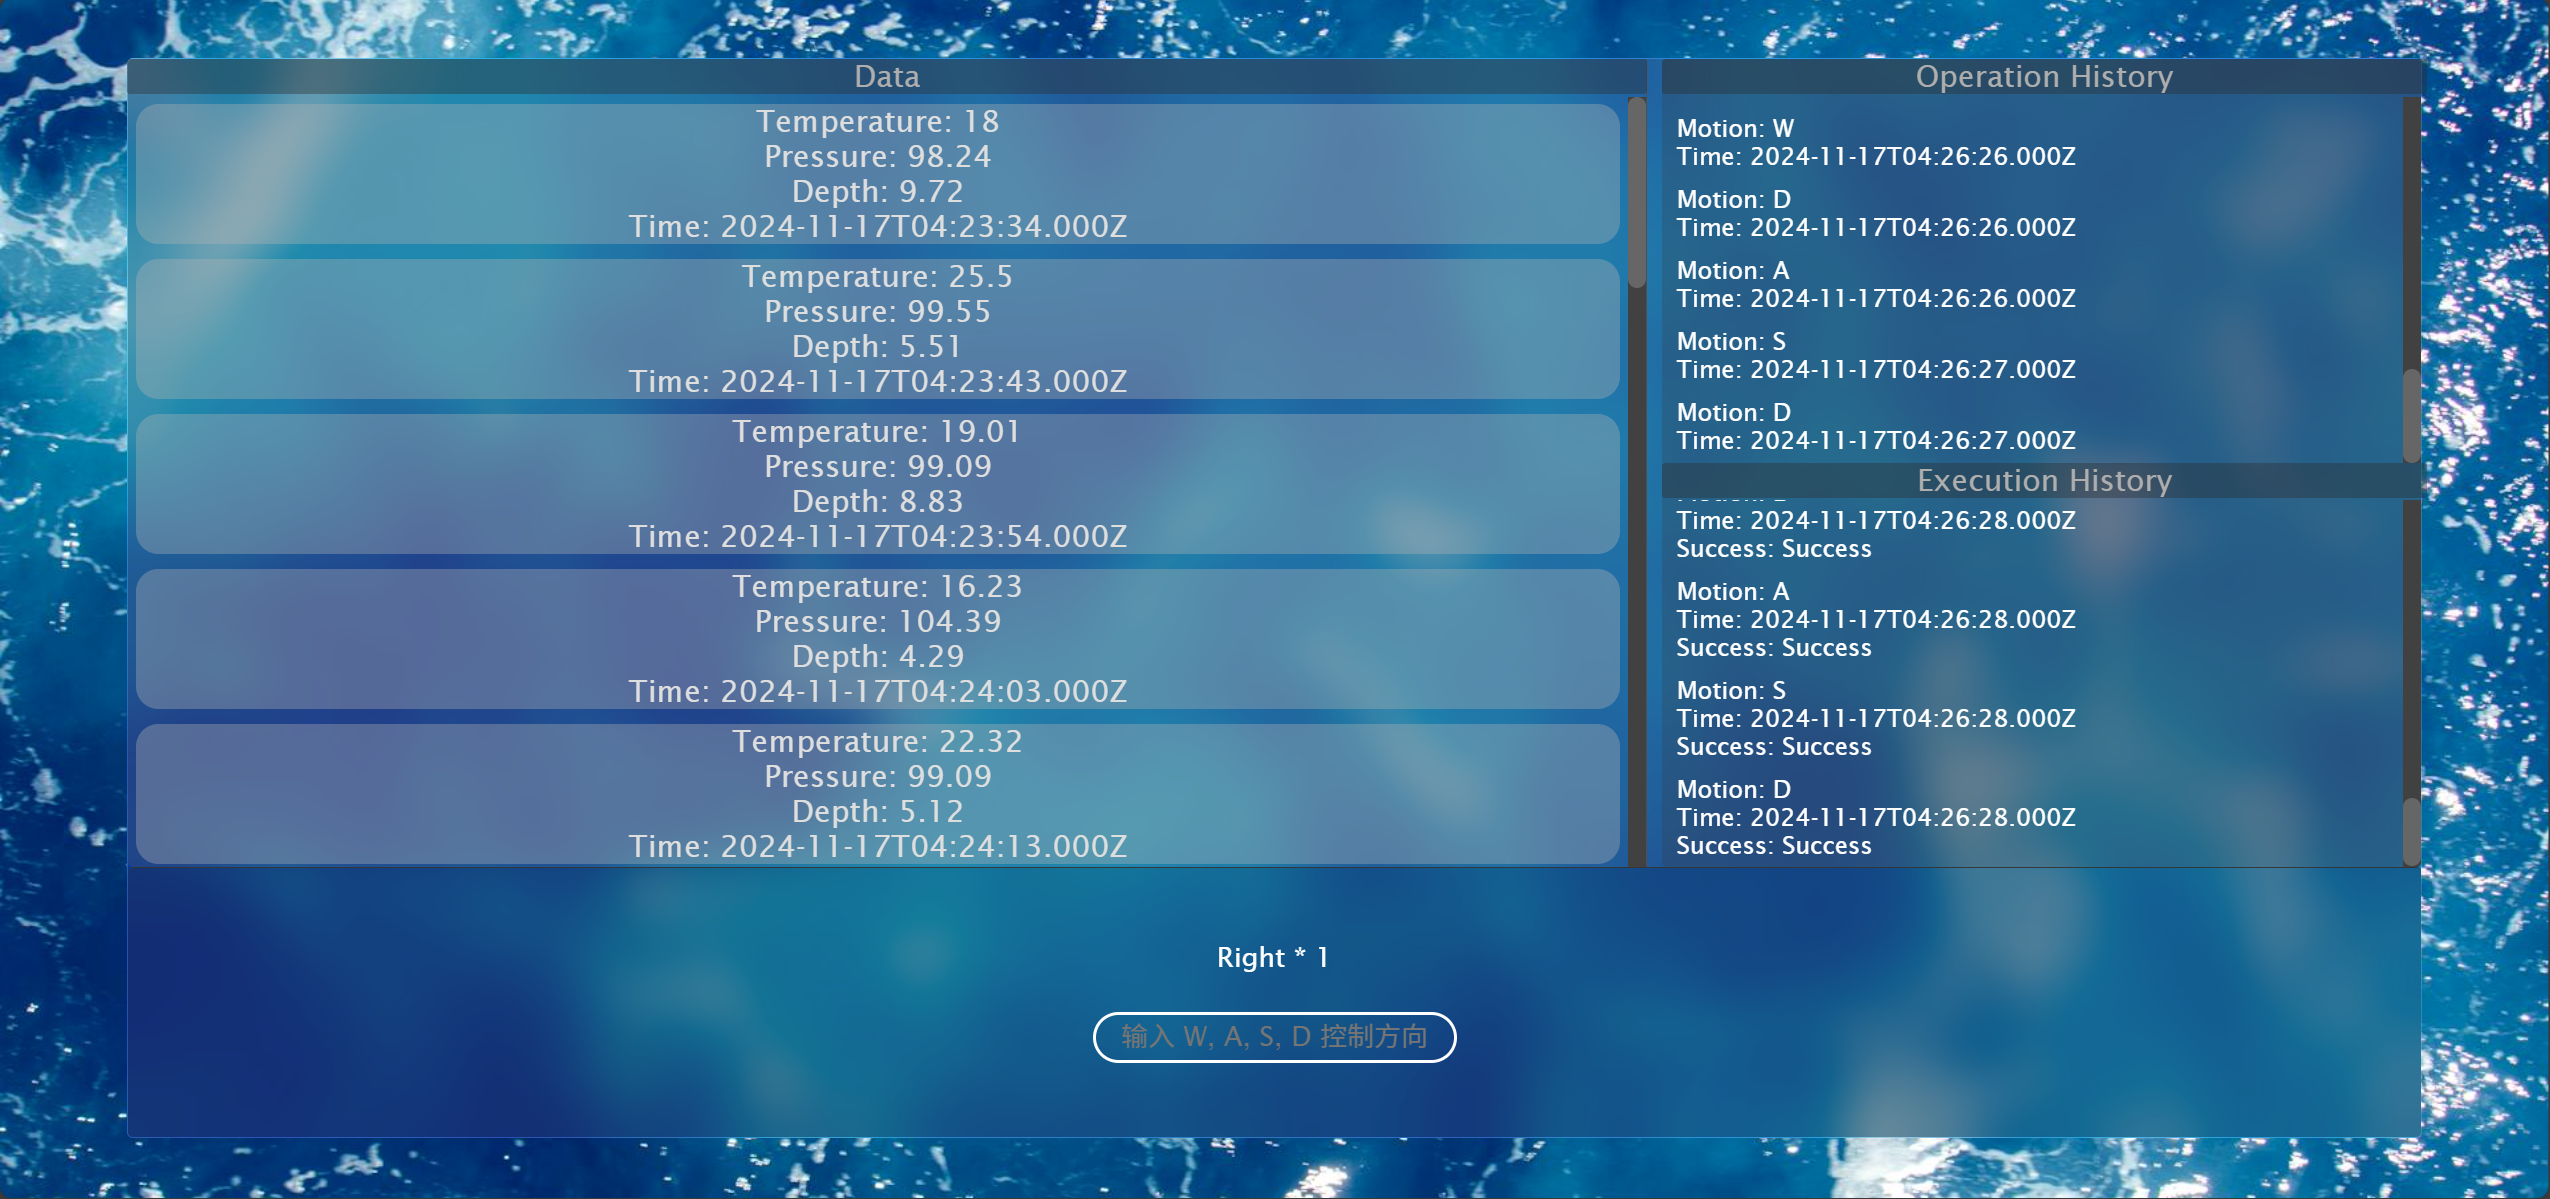 Data
Temperature: 18
Pressure: 98.24
Depth: 9.72
Time: 2024-11-17T04:23:34.000Z
Temperature: 25.5
Pressure: 99.55
Depth: 5.51
Time: 2024-11-17T04:23:43.000Z
Temperature: 19.01
Pressure: 99.09
Depth: 8.83
Time: 2024-11-17T04:23:54.000Z
Temperature: 16.23
Pressure: 104.39
Depth: 4.29
Time: 2024-11-17T04:24:03.000Z
Temperature: 22.32
Pressure: 99.09
Depth: 5.12
Time: 2024-11-17T04:24:13.000Z
Operation History
Motion: W
Time: 2024-11-17T04:26:26.000Z
Motion: D
Time: 2024-11-17T04:26:26.000Z
Motion: A
Time: 2024-11-17T04:26:26.000Z
Motion: S
Time: 2024-11-17T04:26:27.000Z
Motion: D
Time: 2024-11-17T04:26:27.000Z
Execution History
Time: 2024-11-17T04:26:28.000Z
Success: Success
Motion: A
Time: 2024-11-17T04:26:28.000Z
Success: Success
Motion: S
Time: 2024-11-17T04:26:28.000Z
Success: Success
Motion: D
Time: 2024-11-17T04:26:28.000Z
Success: Success
Right * 1
输入 W, A, S, D 控制方向